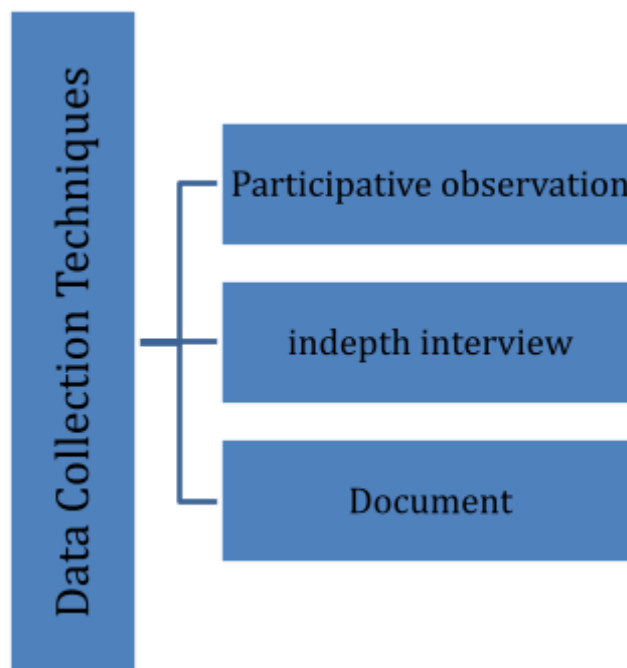 Data Collection Techniques
Participative observation
indepth interview
Document